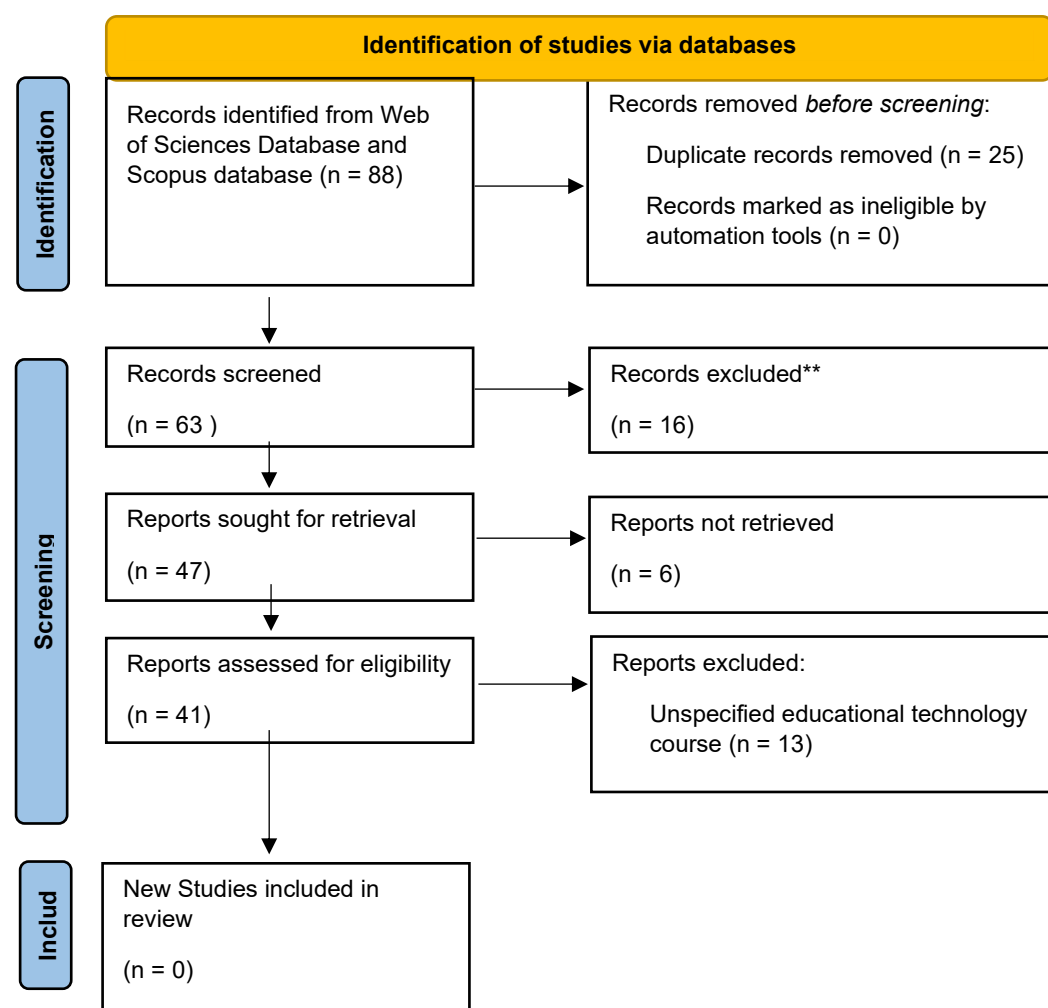 Identification of studies via databases
Identification
Records identified from Web
of Sciences Database and
Scopus database (n = 88)
Records removed before screening:
Duplicate records removed (n = 25)
Records marked as ineligible by
automation tools (n = 0)
Screening
Records screened
(n = 63 )
Records excluded**
(n = 16)
Reports sought for retrieval
(n = 47)
Reports not retrieved
(n = 6)
Reports assessed for eligibility
(n = 41)
Reports excluded:
Unspecified educational technology
course (n = 13)
Includ
New Studies included in
review
(n = 0)